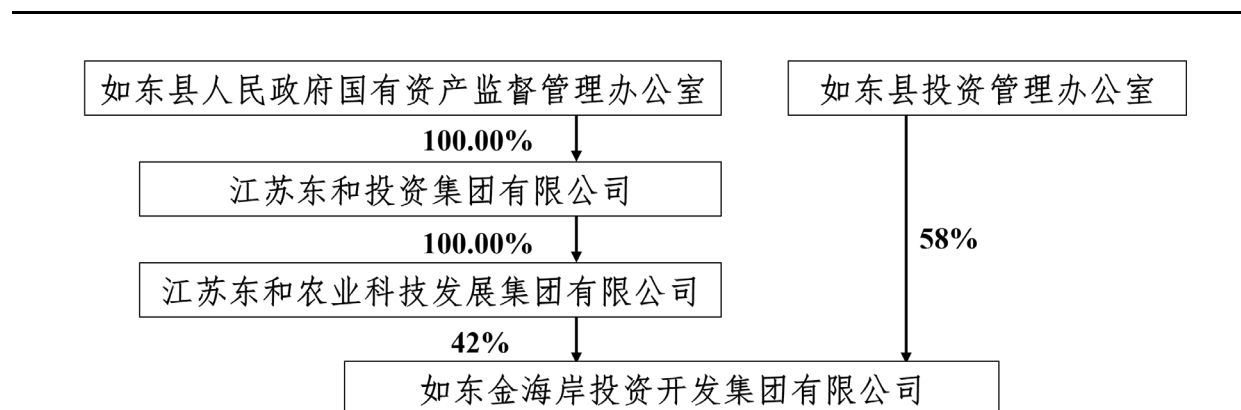 如东县人民政府国有资产监督管理办公室
如东县投资管理办公室
100.00%
江苏东和投资集团有限公司
100.00%
58%
江苏东和农业科技发展集团有限公司
42%
如东金海岸投资开发集团有限公司